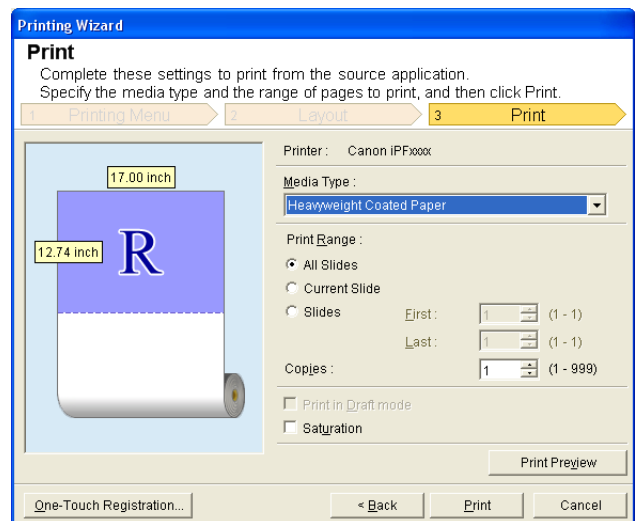 Printing Wizard
Print
Complete these settings to print from the source application.
Specify the media type and the range of pages to print, and then click Print.
1 Printing Menu 2 Layout 3 Print
Printer : Canon iPFxxxx
17.00 inch
Media Type :
Heavyweight Coated Paper
12.74 inch
R
Print Range :
All Slides
Current Slide
Slides First : 1 (1 - 1)
Last : 1 (1 - 1)
Copies : 1 (1 - 999)
Print in Draft mode
Saturation
Print Preview
One-Touch Registration... < Back Print Cancel